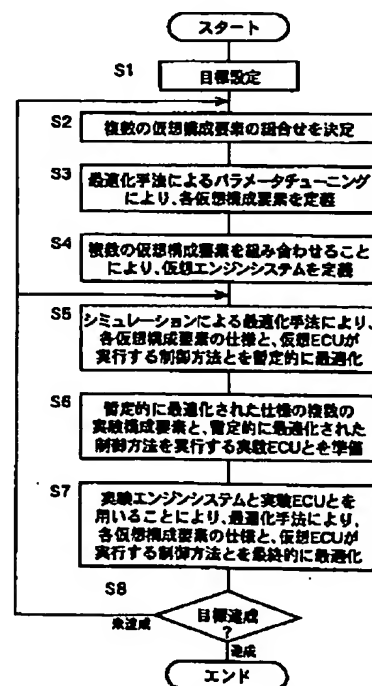 スタート
S1
目標設定
S2
複数の仮想構成要素の組合せを決定
S3
最適化手法によるパラメータチューニング
により、各仮想構成要素を定義
S4
複数の仮想構成要素を組み合わせること
により、仮想エンジンシステムを定義
S5
シミュレーションによる最適化手法により、
各仮想構成要素の仕様と、仮想ECUが
実行する制御方法とを暫定的に最適化
S6
暫定的に最適化された仕様の複数の
実験構成要素と、暫定的に最適化された
制御方法を実行する実験ECUとを準備
S7
実験エンジンシステムと実験ECUとを
用いることにより、最適化手法により、
各仮想構成要素の仕様と、仮想ECUが
実行する制御方法とを最終的に最適化
S8
目標達成
?
未達成
達成
エンド